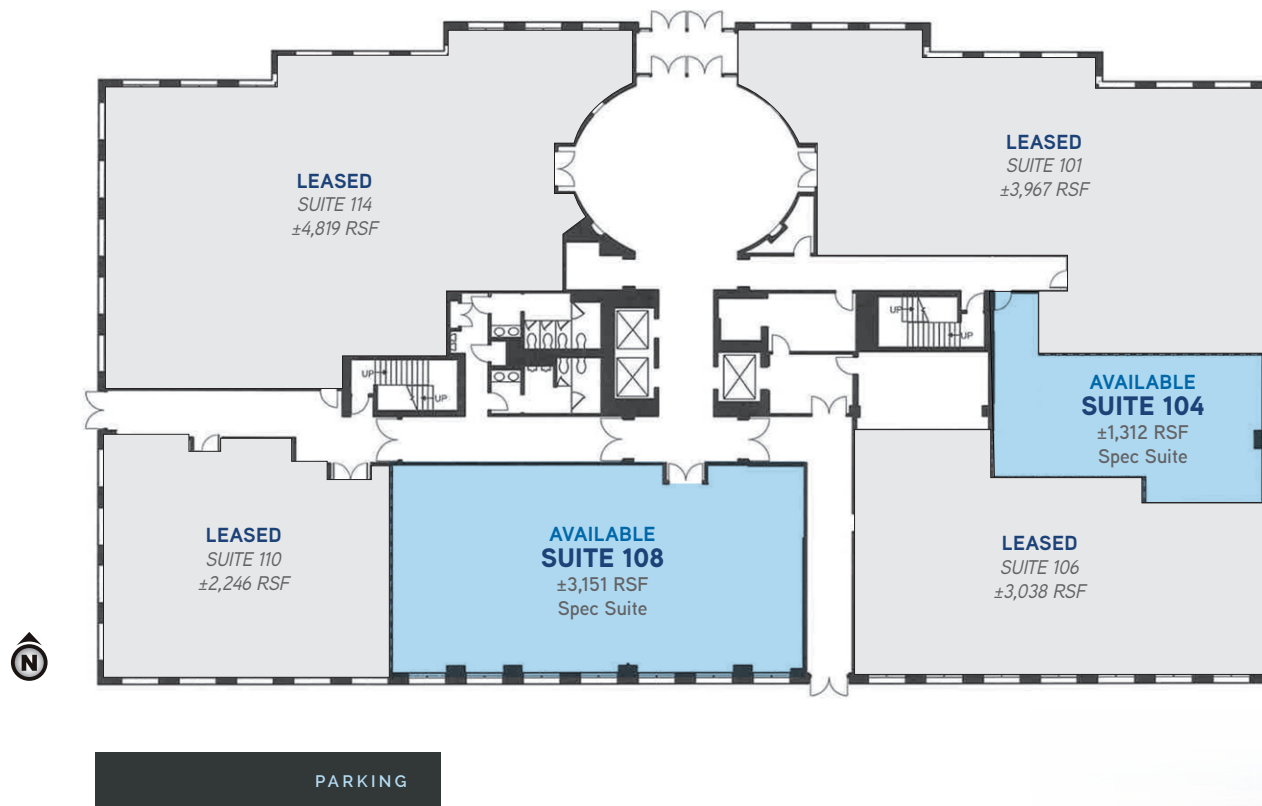 LEASED
SUITE 101
±3,967 RSF
LEASED
SUITE 114
±4,819 RSF
UP
UP
UP
UP
AVAILABLE
SUITE 104
±1,312 RSF
Spec Suite
LEASED
SUITE 110
±2,246 RSF
AVAILABLE
SUITE 108
±3,151 RSF
Spec Suite
LEASED
SUITE 106
±3,038 RSF
N
PARKING